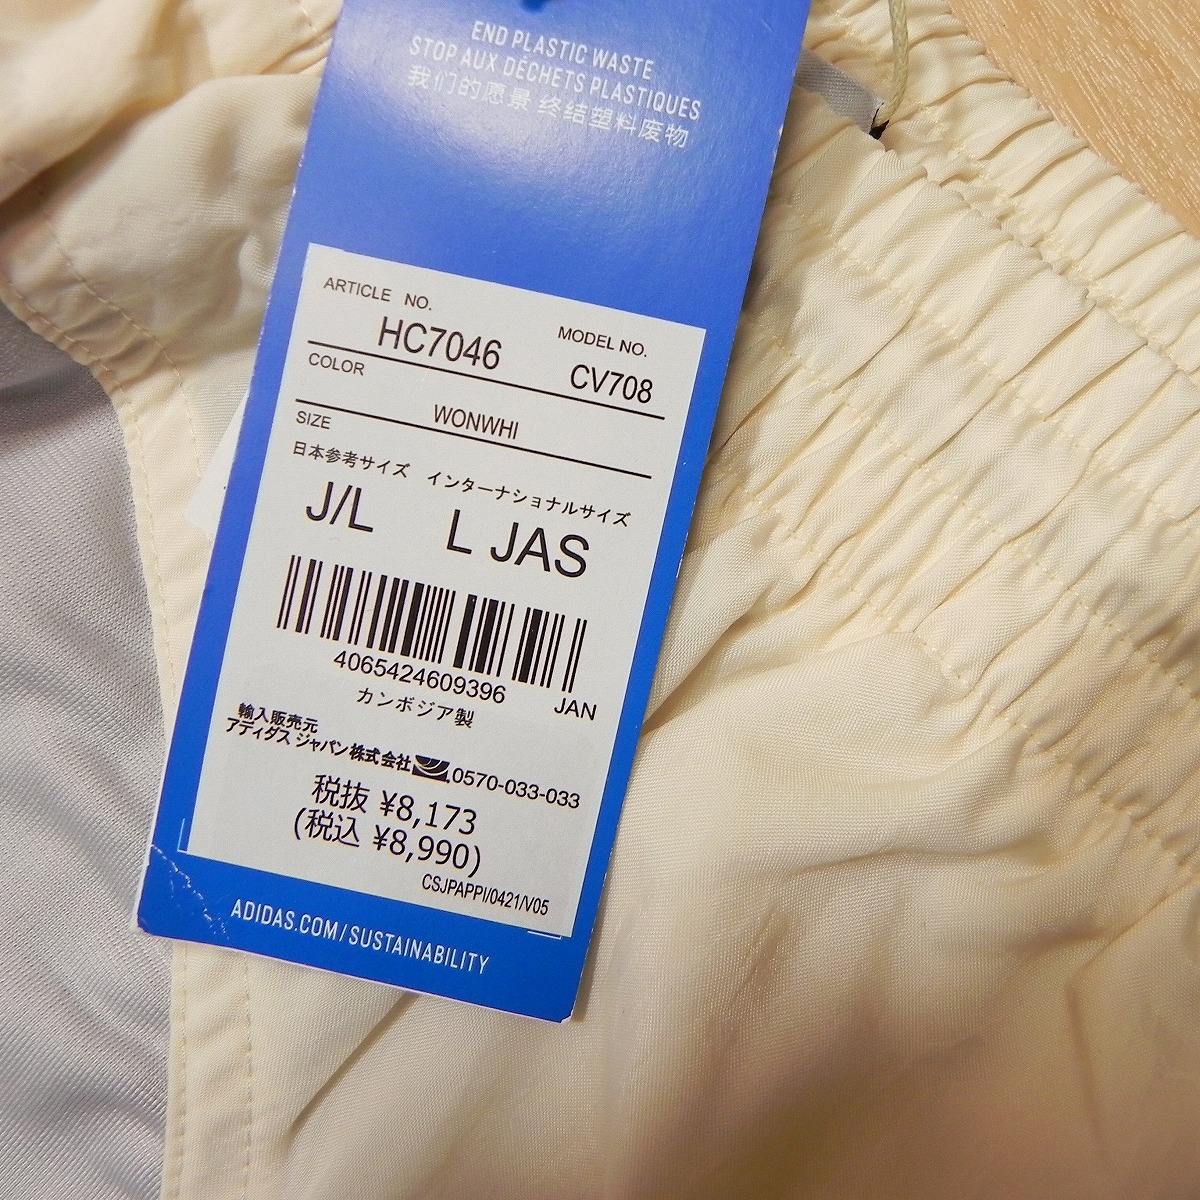 END PLASTIC WASTE
STOP AUX DÉCHETS PLASTIQUES
我们的愿景 终结塑料废物
ARTICLE NO.
HC7046
MODEL NO.
CV708
COLOR
WONWHI
SIZE
日本参考サイズ インターナショナルサイズ
J/L L JAS
4065424609396
JAN
カンボジア製
輸入販売元
アディダス ジャパン株式会社 0570-033-033
税抜 ¥8,173
(税込 ¥8,990)
CSJPAPPI/0421/V05
ADIDAS.COM/SUSTAINABILITY